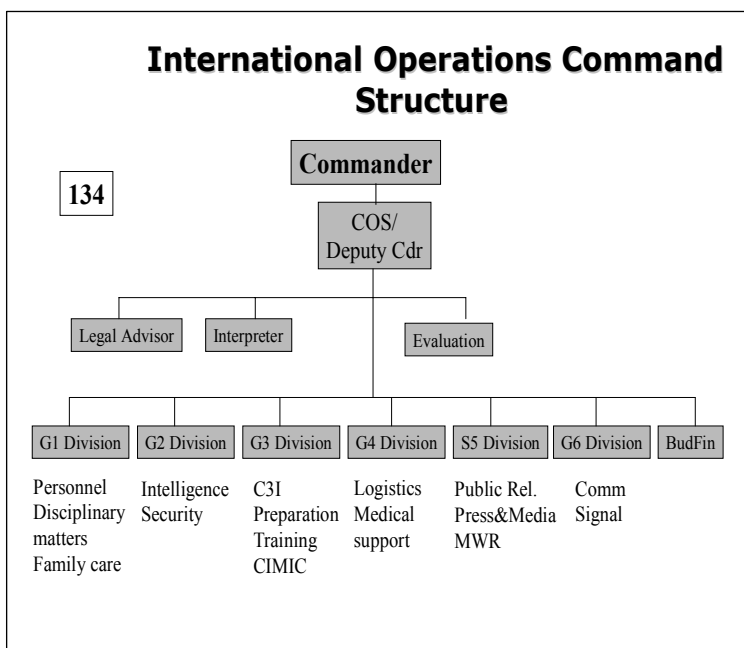 International Operations Command
Structure
Commander
134
COS/
Deputy Cdr
Legal Advisor
Interpreter
Evaluation
G1 Division
G2 Division
G3 Division
G4 Division
S5 Division
G6 Division
BudFin
Personnel
Disciplinary
matters
Family care
Intelligence
Security
C3I
Preparation
Training
CIMIC
Logistics
Medical
support
Public Rel.
Press&Media
MWR
Comm
Signal